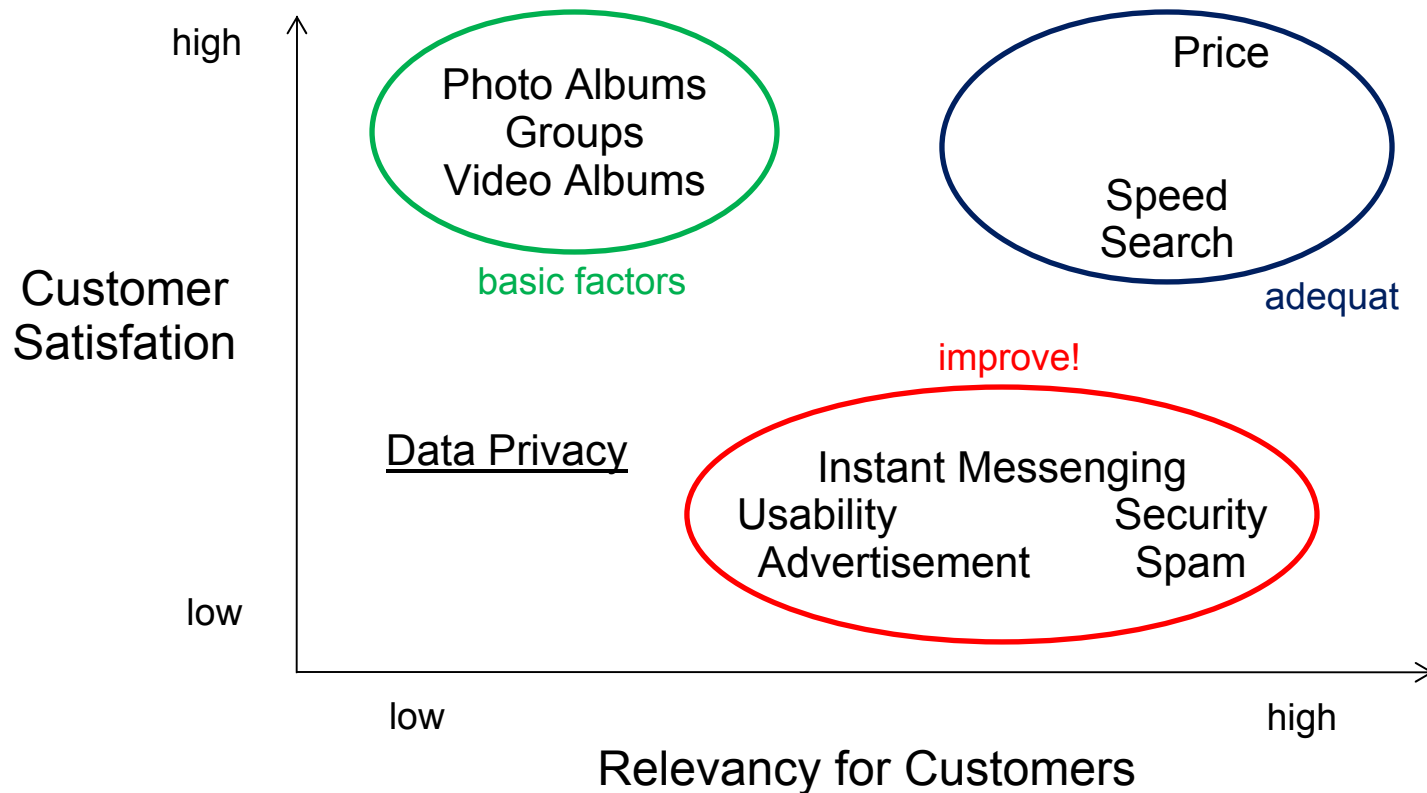 high
Price
Photo Albums
Groups
Video Albums
Speed
Search
basic factors
adequat
Customer
Satisfation
improve!
Data Privacy
Instant Messenging
Usability
Security
Advertisement
Spam
low
low
high
Relevancy for Customers